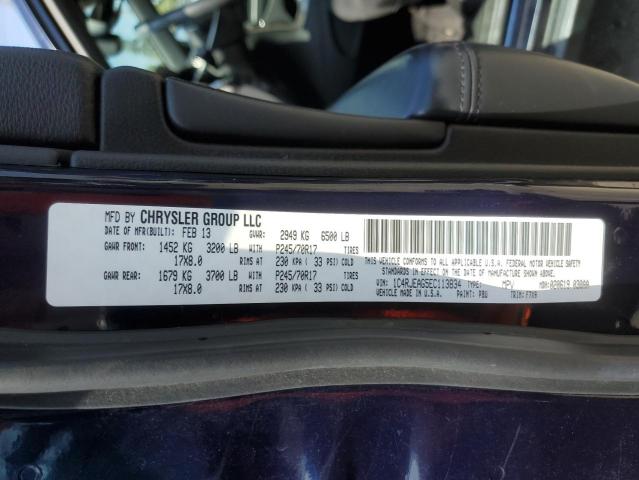 MFD BY CHRYSLER GROUP LLC
DATE OF MFR(BUILT): FEB 13 GVWR: 2949 KG 6500 LB
GAWR FRONT: 1452 KG 3200 LB WITH P245/70R17 TIRES
17X8.0 RIMS AT 230 KPA ( 33 PSI) COLD
GAWR REAR: 1679 KG 3700 LB WITH P245/70R17 TIRES
17X8.0 RIMS AT 230 KPA ( 33 PSI) COLD
THIS VEHICLE CONFORMS TO ALL APPLICABLE U.S.A. FEDERAL MOTOR VEHICLE SAFETY
STANDARDS IN EFFECT ON THE DATE OF MANUFACTURE SHOWN ABOVE.
VIN: 1C4RJEAG5EC113834 TYPE: MPV MDH:
VEHICLE MADE IN U.S.A. PAINT: PBU TRIM: